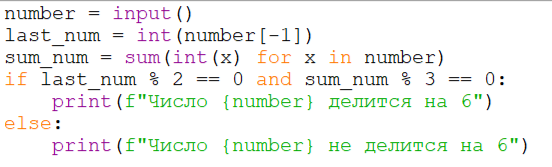 number = input()
last_num = int(number[-1])
sum_num = sum(int(x) for x in number)
if last_num % 2 == 0 and sum_num % 3 == 0:
    print(f"Число {number} делится на 6")
else:
    print(f"Число {number} не делится на 6")